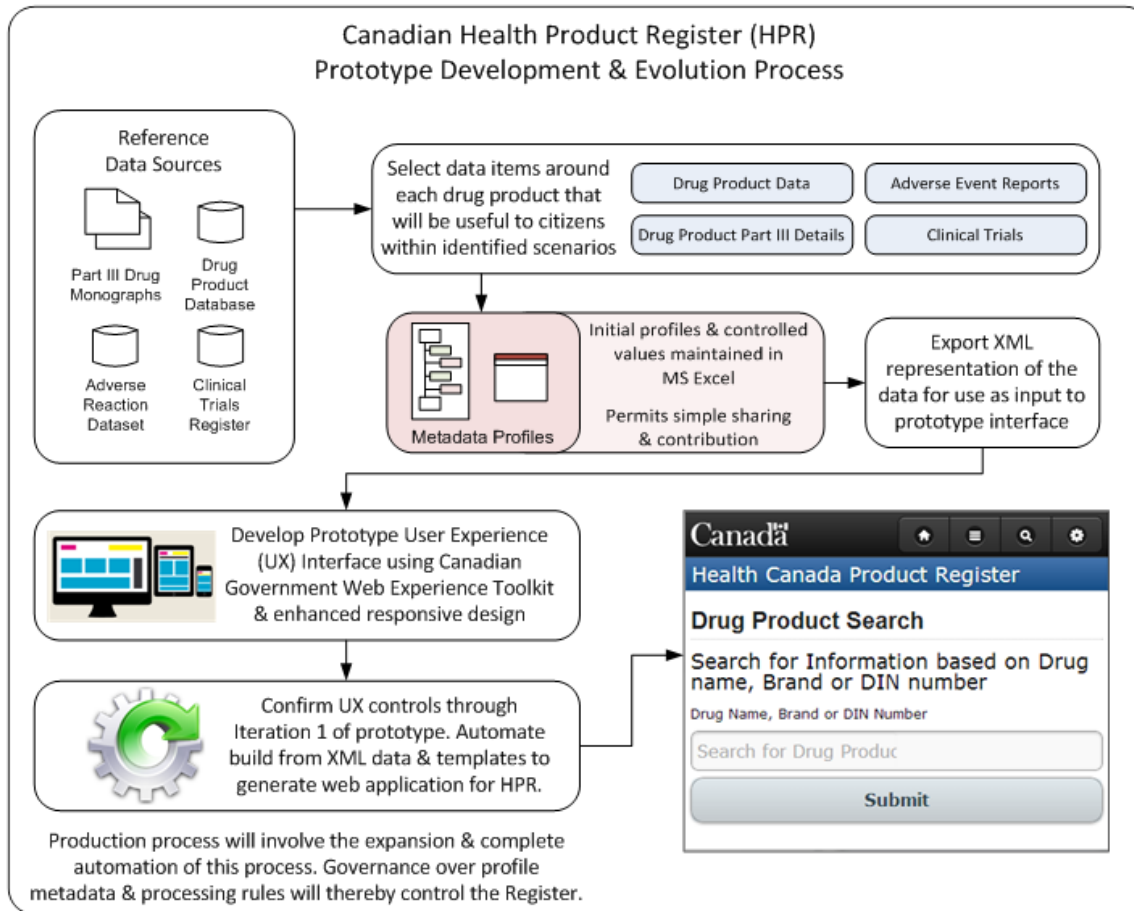 Canadian Health Product Register (HPR)
Prototype Development & Evolution Process
Reference
Data Sources
Part III Drug
Monographs
Drug
Product
Database
Adverse
Reaction
Dataset
Clinical
Trials
Register
Select data items around
each drug product that
will be useful to citizens
within identified scenarios
Drug Product Data
Adverse Event Reports
Drug Product Part III Details
Clinical Trials
Metadata Profiles
Initial profiles & controlled
values maintained in
MS Excel
Permits simple sharing
& contribution
Export XML
representation of the
data for use as input to
prototype interface
Develop Prototype User Experience
(UX) Interface using Canadian
Government Web Experience Toolkit
& enhanced responsive design
Confirm UX controls through
Iteration 1 of prototype. Automate
build from XML data & templates to
generate web application for HPR.
Canada
Health Canada Product Register
Drug Product Search
Search for Information based on Drug
name, Brand or DIN number
Drug Name, Brand or DIN Number
Search for Drug Produc
Submit
Production process will involve the expansion & complete
automation of this process. Governance over profile
metadata & processing rules will thereby control the Register.